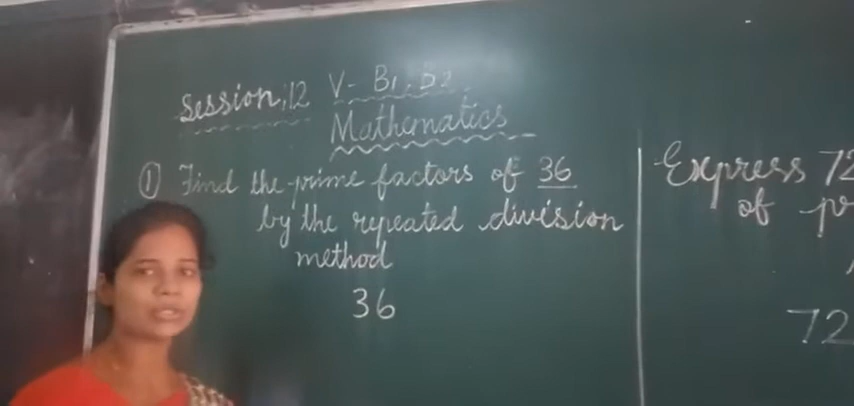 Session: 12 V- B1, B2
Mathematics
① Find the prime factors of 36
by the repeated division
method
36
Express 72
of
72